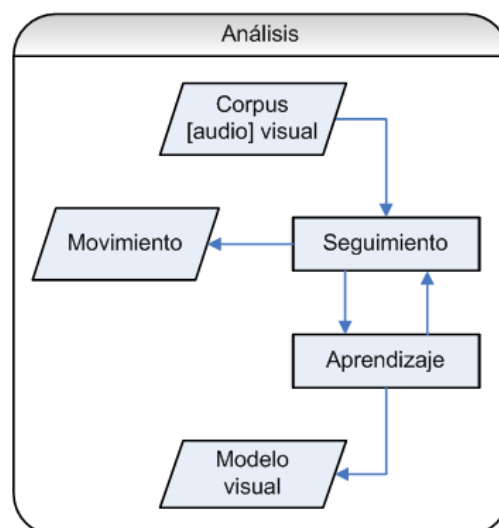 Análisis
Corpus
[audio] visual
Movimiento
Seguimiento
Aprendizaje
Modelo
visual